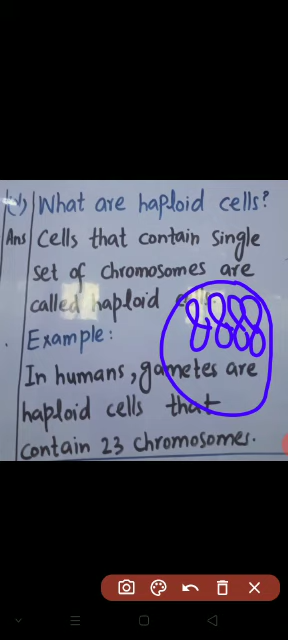 What are haploid cells?
Ans Cells that contain single
set of chromosomes are
called haploid cells.
Example:
In humans, gametes are
haploid cells that
contain 23 chromosomes.